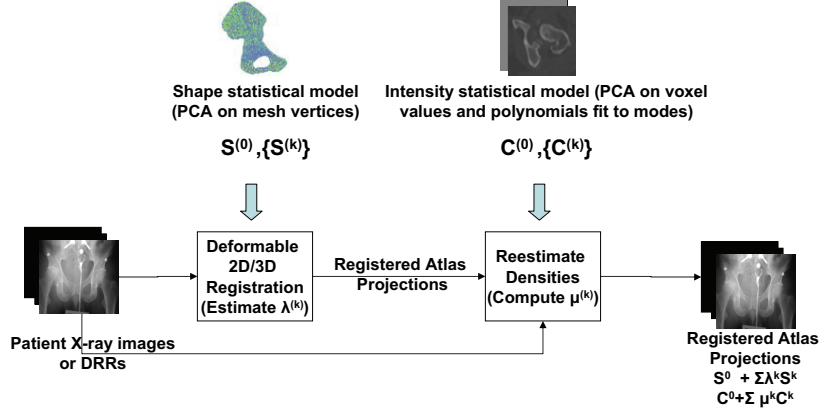 Shape statistical model
(PCA on mesh vertices)
S(0) ,{S(k)}
Intensity statistical model (PCA on voxel
values and polynomials fit to modes)
C(0) ,{C(k)}
Deformable
2D/3D
Registration
(Estimate λ(k))
Registered Atlas
Projections
Reestimate
Densities
(Compute μ(k))
Patient X-ray images
or DRRs
Registered Atlas
Projections
S0 + ΣλkSk
C0+Σ μkCk